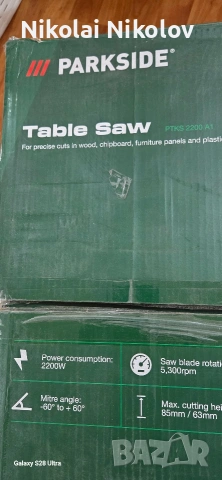 Nikolai Nikolov
/// PARKSIDE®
Table Saw PTKS 2200 A1
For precise cuts in wood, chipboard, furniture panels and plastic
Power consumption:
2200W
Saw blade rotati
5,300rpm
Mitre angle:
-60° to + 60°
Max. cutting hei
85mm / 63mm
Galaxy S28 Ultra
BAZAR